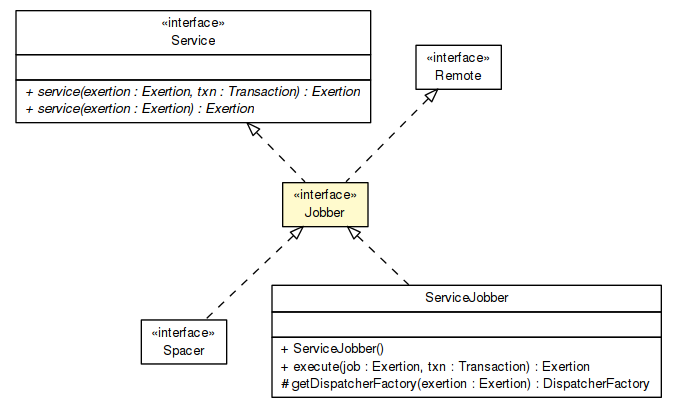 «interface»
Service
+ service(exertion : Exertion, txn : Transaction) : Exertion
+ service(exertion : Exertion) : Exertion
«interface»
Remote
«interface»
Jobber
«interface»
Spacer
ServiceJobber
+ ServiceJobber()
+ execute(job : Exertion, txn : Transaction) : Exertion
# getDispatcherFactory(exertion : Exertion) : DispatcherFactory